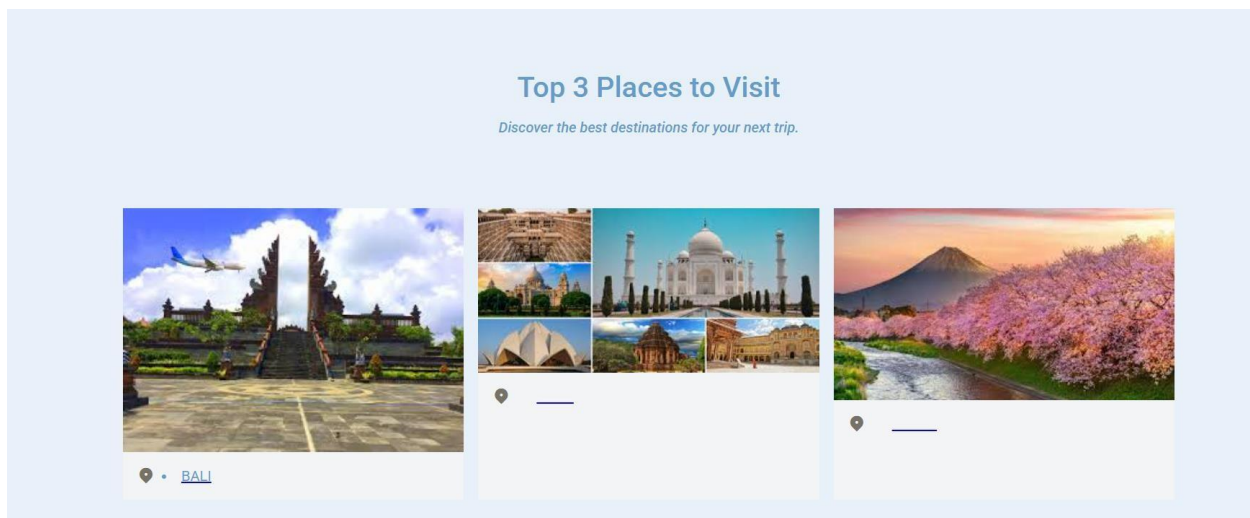 Top 3 Places to Visit
Discover the best destinations for your next trip.
• BALI